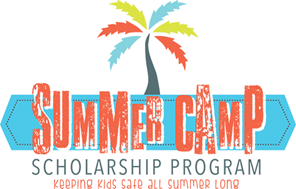 SUMMER CAMP
SCHOLARSHIP PROGRAM
KEEPING KIDS SAFE ALL SUMMER LONG